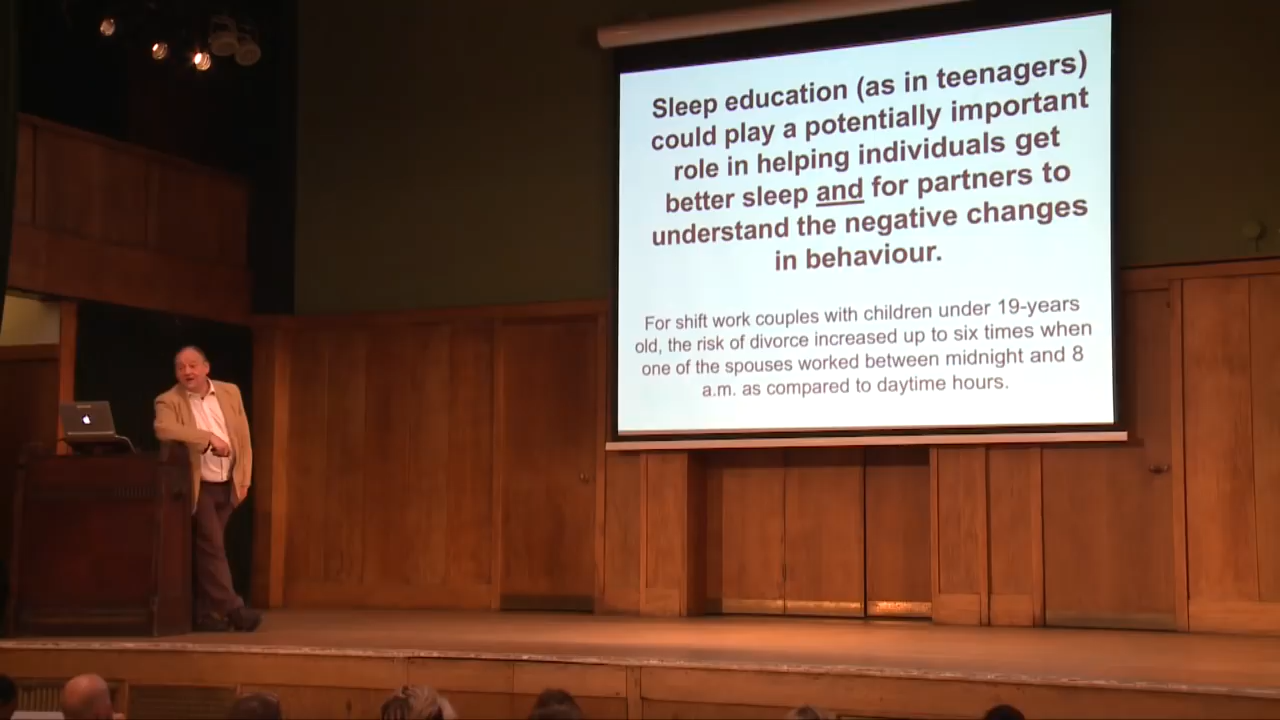 Sleep education (as in teenagers)
could play a potentially important
role in helping individuals get
better sleep and for partners to
understand the negative changes
in behaviour.
For shift work couples with children under 19-years
old, the risk of divorce increased up to six times when
one of the spouses worked between midnight and 8
a.m. as compared to daytime hours.